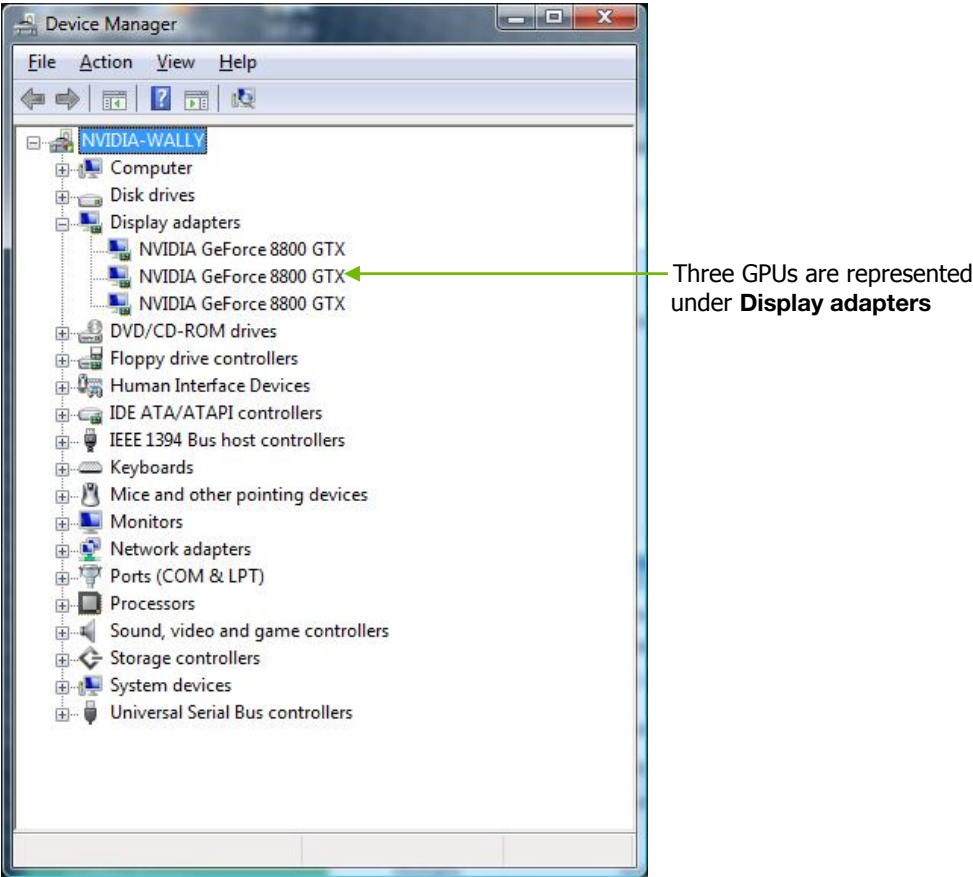 Device Manager
File Action View Help
NVIDIA-WALLY
Computer
Disk drives
Display adapters
NVIDIA GeForce 8800 GTX
NVIDIA GeForce 8800 GTX
NVIDIA GeForce 8800 GTX
DVD/CD-ROM drives
Floppy drive controllers
Human Interface Devices
IDE ATA/ATAPI controllers
IEEE 1394 Bus host controllers
Keyboards
Mice and other pointing devices
Monitors
Network adapters
Ports (COM & LPT)
Processors
Sound, video and game controllers
Storage controllers
System devices
Universal Serial Bus controllers
Three GPUs are represented
under Display adapters